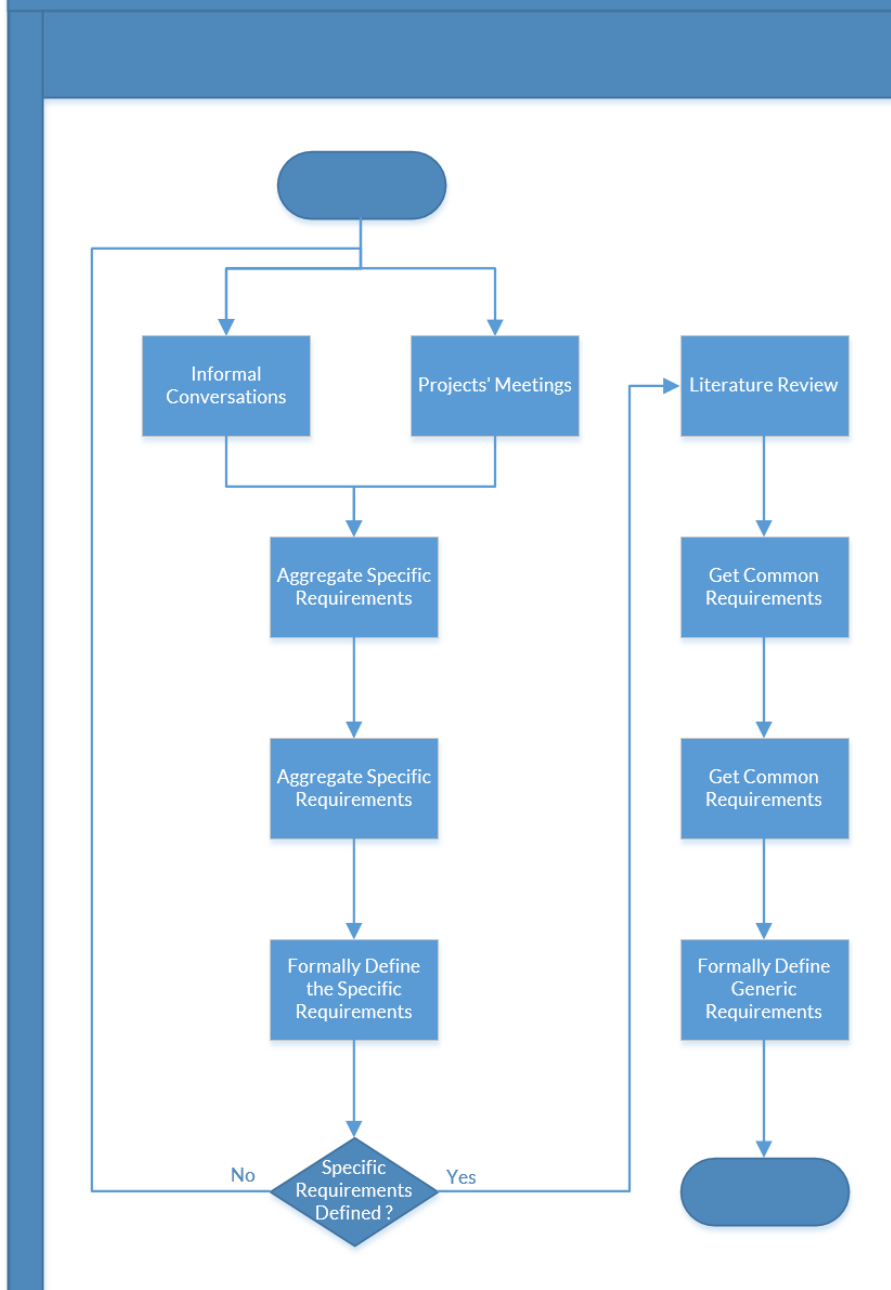 Informal
Conversations
Projects’ Meetings
Literature Review
Aggregate Specific
Requirements
Get Common
Requirements
Aggregate Specific
Requirements
Get Common
Requirements
Formally Define
the Specific
Requirements
Formally Define
Generic
Requirements
No
Specific
Requirements
Defined ?
Yes